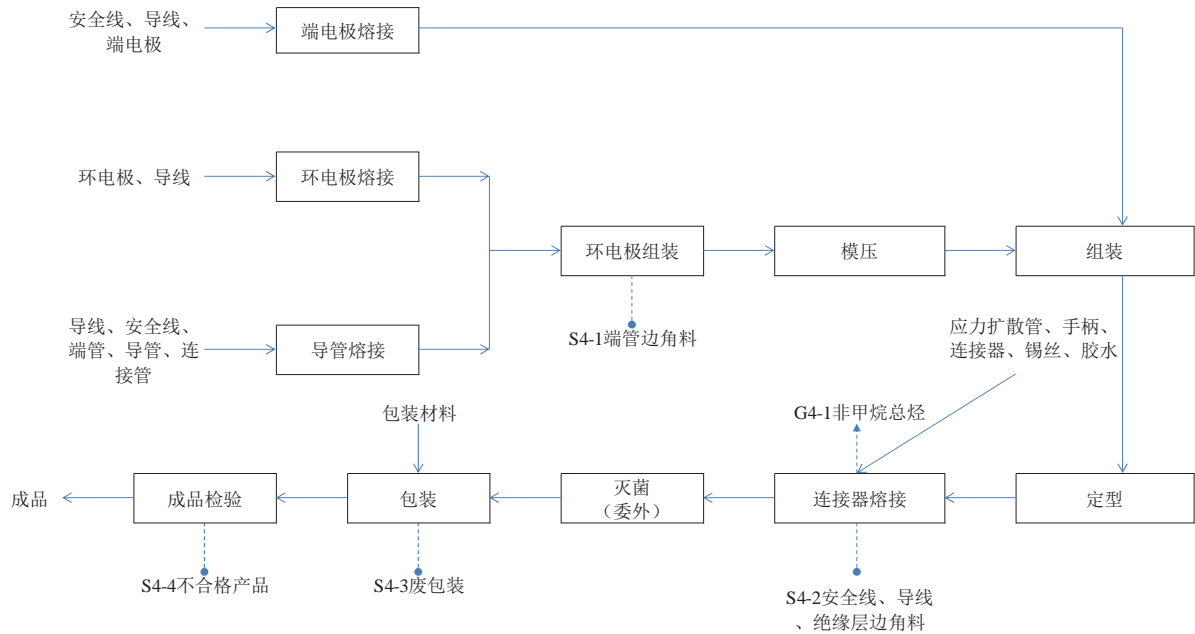 安全线、导线、
端电极
端电极熔接
环电极、导线
环电极熔接
环电极组装
模压
组装
导线、安全线、
端管、导管、连
接管
导管熔接
S4-1端管边角料
应力扩散管、手柄、
连接器、锡丝、胶水
包装材料
G4-1非甲烷总烃
成品
成品检验
包装
灭菌
（委外）
连接器熔接
定型
S4-4不合格产品
S4-3废包装
S4-2安全线、导线
、绝缘层边角料